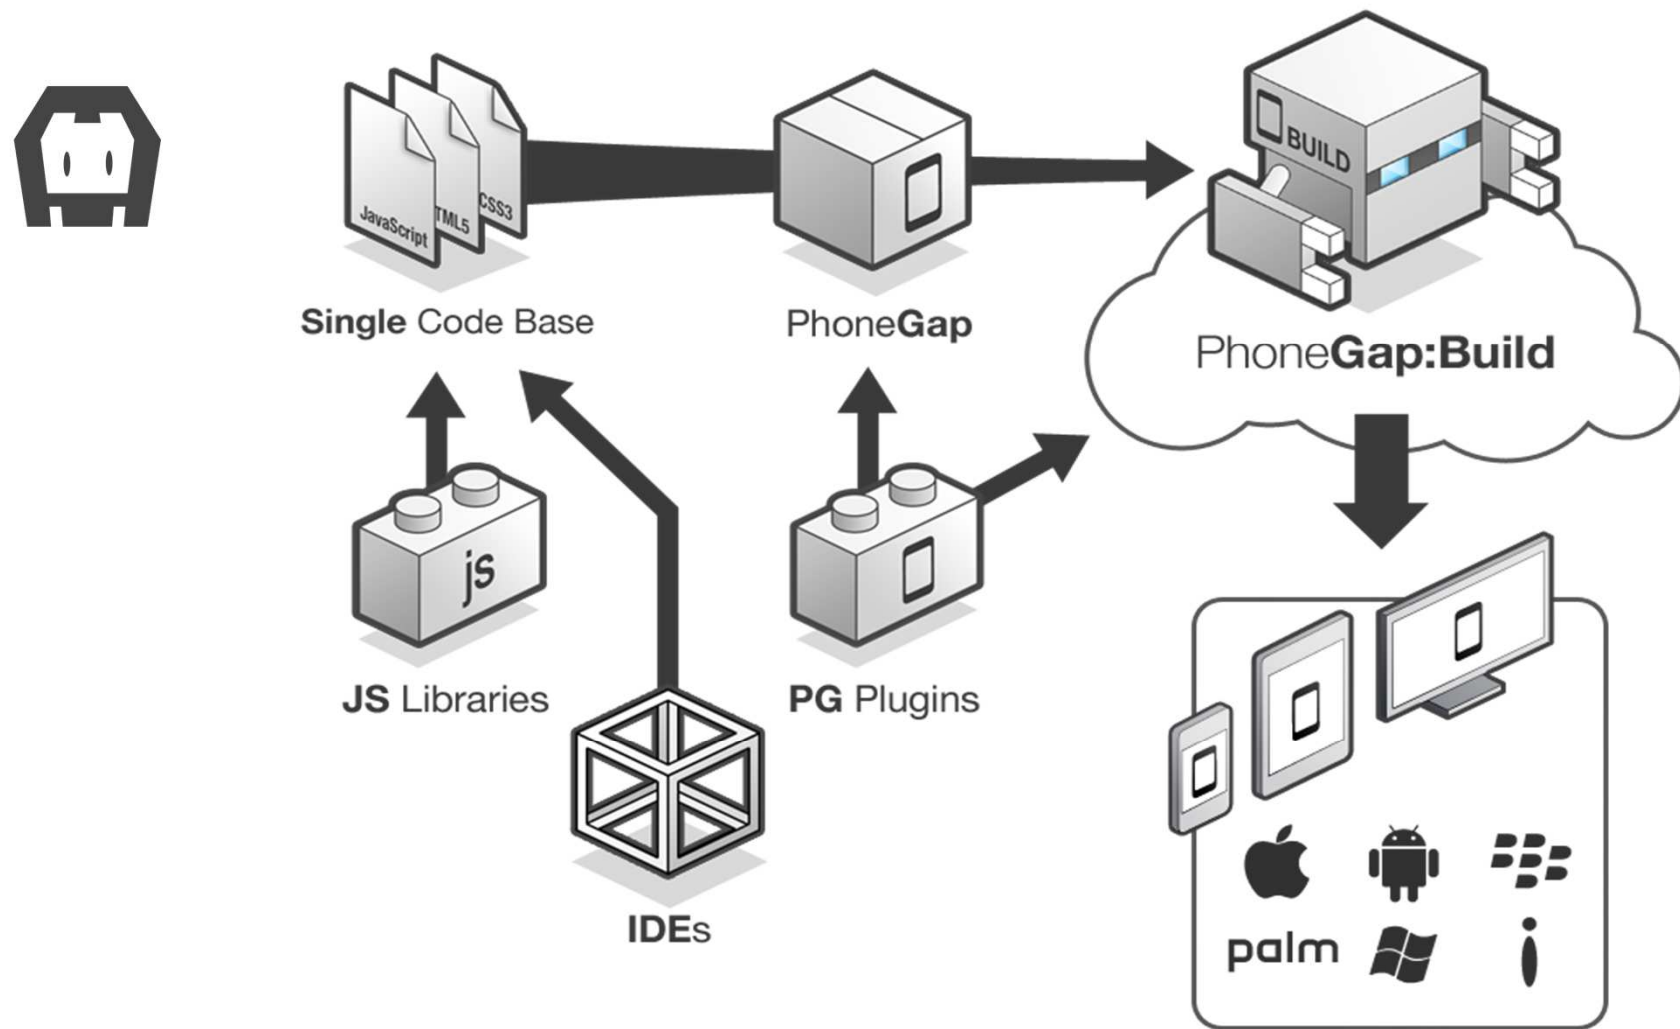 JavaScript
TML5
CSS3
BUILD
Single Code Base
PhoneGap
PhoneGap:Build
js
JS Libraries
PG Plugins
IDEs
palm